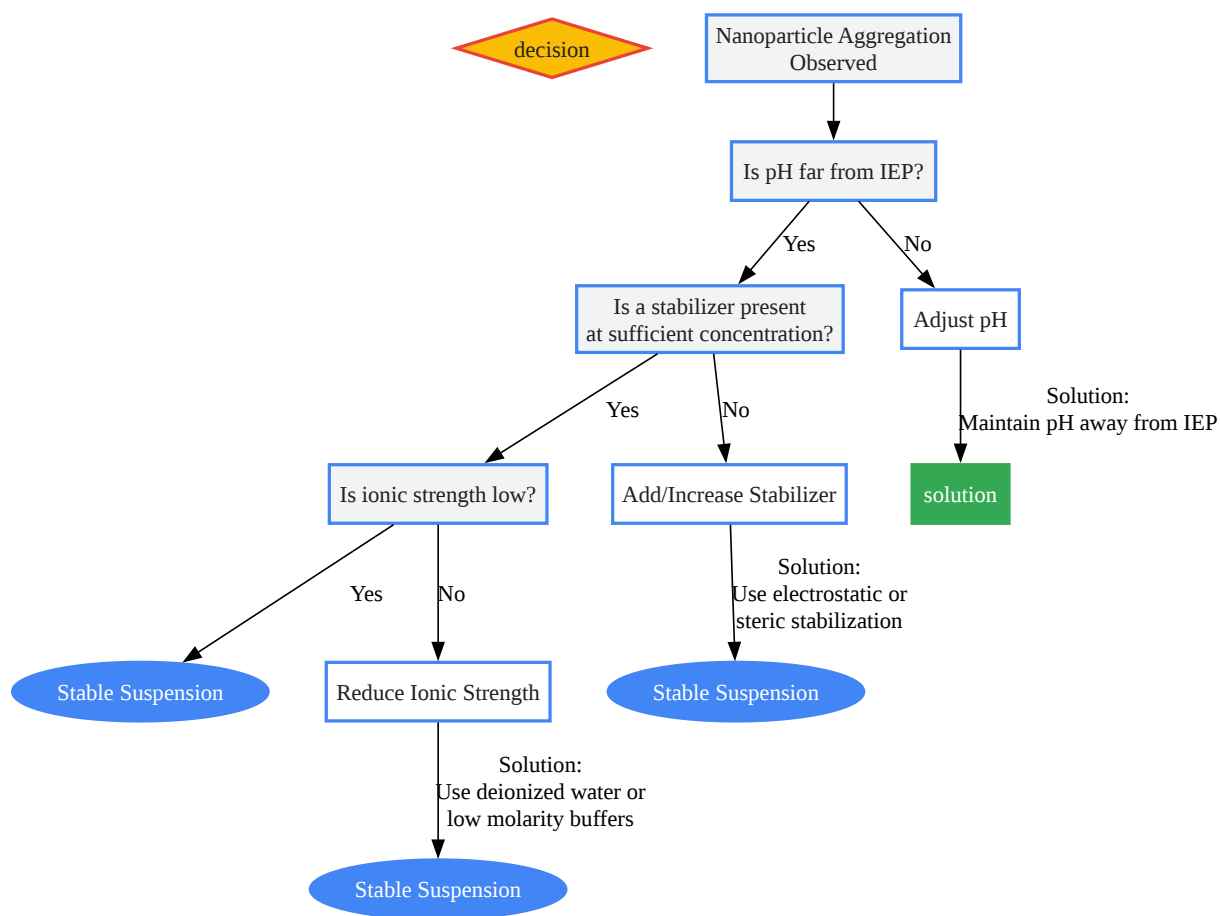 decision
Nanoparticle Aggregation
Observed
Is pH far from IEP?
Yes
No
Is a stabilizer present
at sufficient concentration?
Adjust pH
Yes
No
Solution:
Maintain pH away from IEP
Is ionic strength low?
Add/Increase Stabilizer
solution
Yes
No
Solution:
Use electrostatic or
steric stabilization
Stable Suspension
Reduce Ionic Strength
Stable Suspension
Solution:
Use deionized water or
low molarity buffers
Stable Suspension